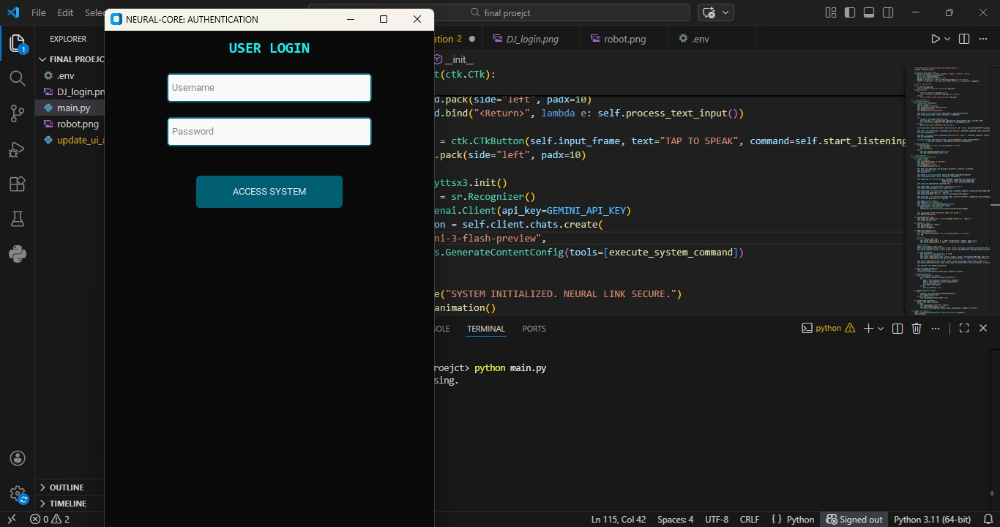 File Edit Selec
final proejct
NEURAL-CORE: AUTHENTICATION
EXPLORER
FINAL PROEJC
.env
DJ_login.pn
main.py
robot.png
update_ui_a
1
OUTLINE
TIMELINE
USER LOGIN
Username
Password
ACCESS SYSTEM
ation 2
DJ_login.png
robot.png
.env
__init__
t(ctk.CTk):
d.pack(side="left", padx=10)
d.bind("<Return>", lambda e: self.process_text_input())
= ctk.CTkButton(self.input_frame, text="TAP TO SPEAK", command=self.start_listening
.pack(side="left", padx=10)
yttsx3.init()
= sr.Recognizer()
enai.Client(api_key=GEMINI_API_KEY)
on = self.client.chats.create(
ni-3-flash-preview",
s.GenerateContentConfig(tools=[execute_system_command])
e("SYSTEM INITIALIZED. NEURAL LINK SECURE.")
animation()
SOLE TERMINAL PORTS
python
roejct> python main.py
sing.
0 2
Ln 115, Col 42 Spaces: 4 UTF-8 CRLF {} Python Signed out Python 3.11 (64-bit)